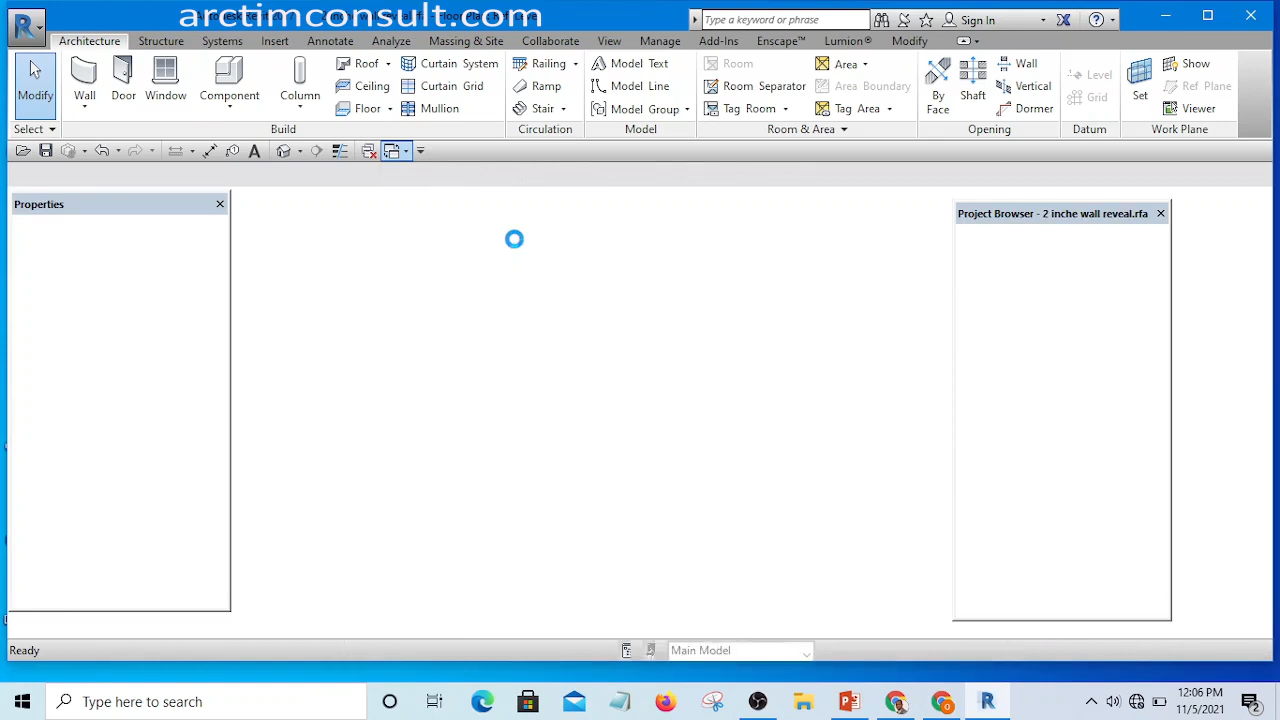 arctimconsult.com
Type a keyword or phrase
Sign In
Architecture Structure Systems Insert Annotate Analyze Massing & Site Collaborate View Manage Add-Ins Enscape™ Lumion® Modify
Modify
Wall
Door
Window
Component
Column
Roof
Ceiling
Floor
Curtain System
Curtain Grid
Mullion
Railing
Ramp
Stair
Model Text
Model Line
Model Group
Room
Room Separator
Tag Room
Area
Area Boundary
Tag Area
By Face
Shaft
Wall
Vertical
Dormer
Level
Grid
Set
Show
Ref Plane
Viewer
Select Build Circulation Model Room & Area Opening Datum Work Plane
Properties
Project Browser - 2 inche wall reveal.rfa
Ready
Main Model
Type here to search
12:06 PM
11/5/2021
2